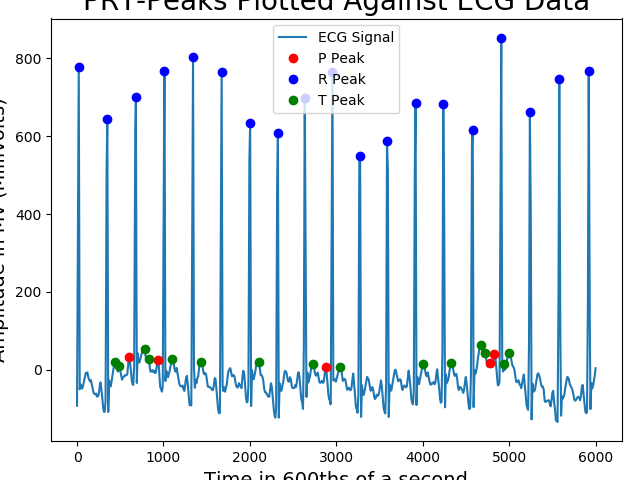 PRT-Peaks Plotted Against ECG Data
ECG Signal
P Peak
R Peak
T Peak
800
600
400
200
0
Amplitude in MV (Millivolts)
0 1000 2000 3000 4000 5000 6000
Time in 600ths of a second